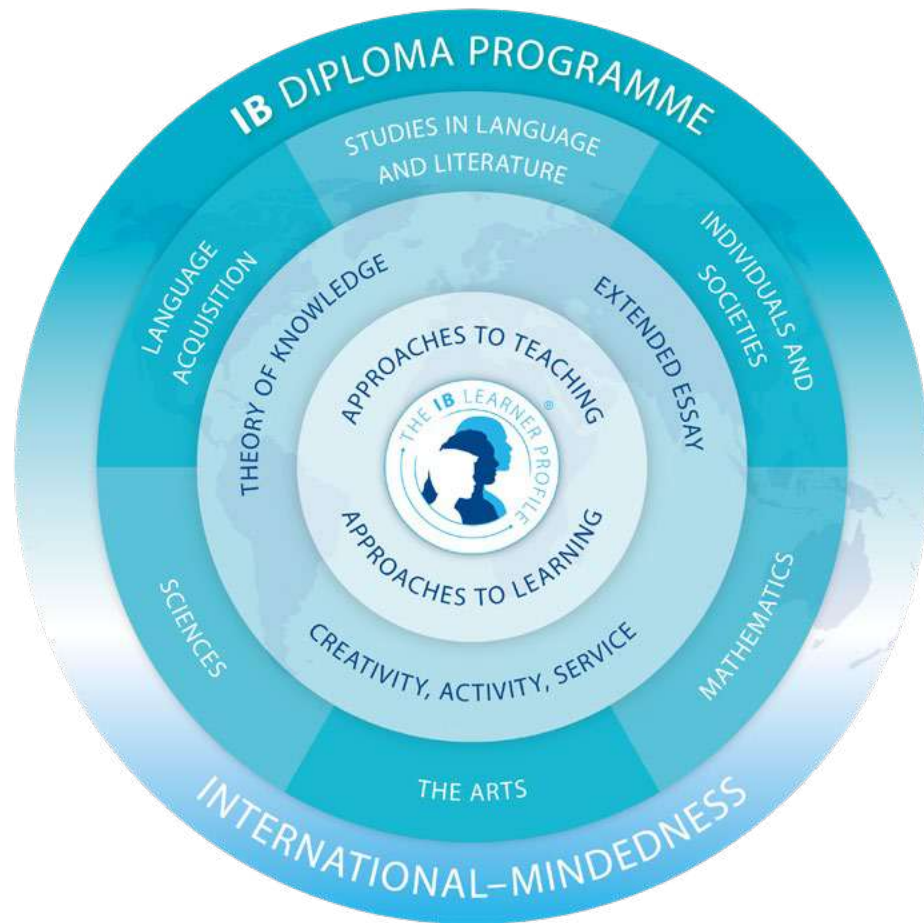 IB DIPLOMA PROGRAMME
STUDIES IN LANGUAGE
AND LITERATURE
LANGUAGE
ACQUISITION
INDIVIDUALS AND
SOCIETIES
THEORY OF KNOWLEDGE
EXTENDED ESSAY
APPROACHES TO TEACHING
THE IB LEARNER PROFILE ®
APPROACHES TO LEARNING
SCIENCES
MATHEMATICS
CREATIVITY, ACTIVITY, SERVICE
THE ARTS
INTERNATIONAL–MINDEDNESS